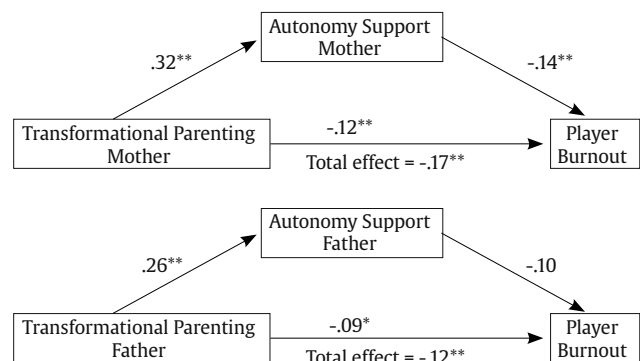 Autonomy Support
Mother
.32**
-.14**
Transformational Parenting
Mother
-.12**
Total effect = -.17**
Player
Burnout
Autonomy Support
Father
.26**
-.10
Transformational Parenting
Father
-.09*
Total effect = -.12**
Player
Burnout